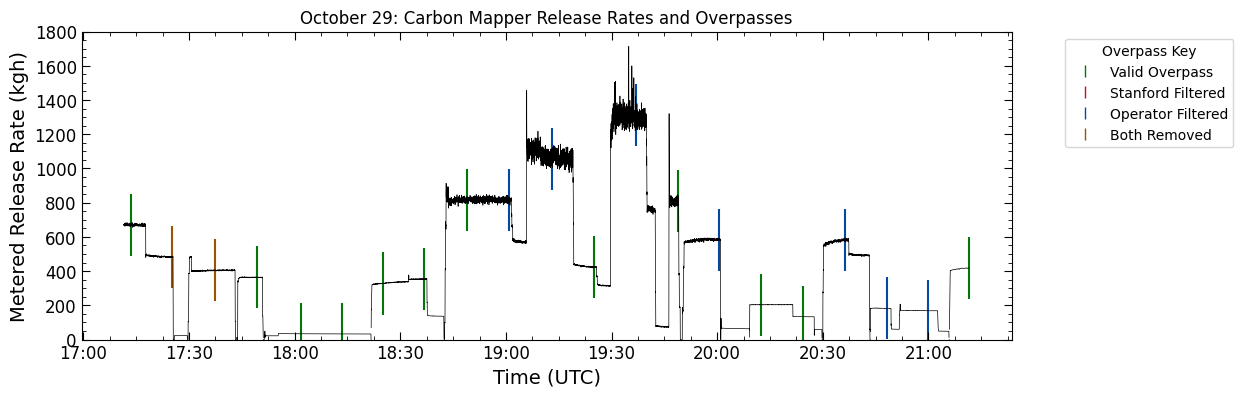 October 29: Carbon Mapper Release Rates and Overpasses
Metered Release Rate (kgh)
1800
1600
1400
1200
1000
800
600
400
200
0
17:00
17:30
18:00
18:30
19:00
19:30
20:00
20:30
21:00
Time (UTC)
Overpass Key
Valid Overpass
Stanford Filtered
Operator Filtered
Both Removed